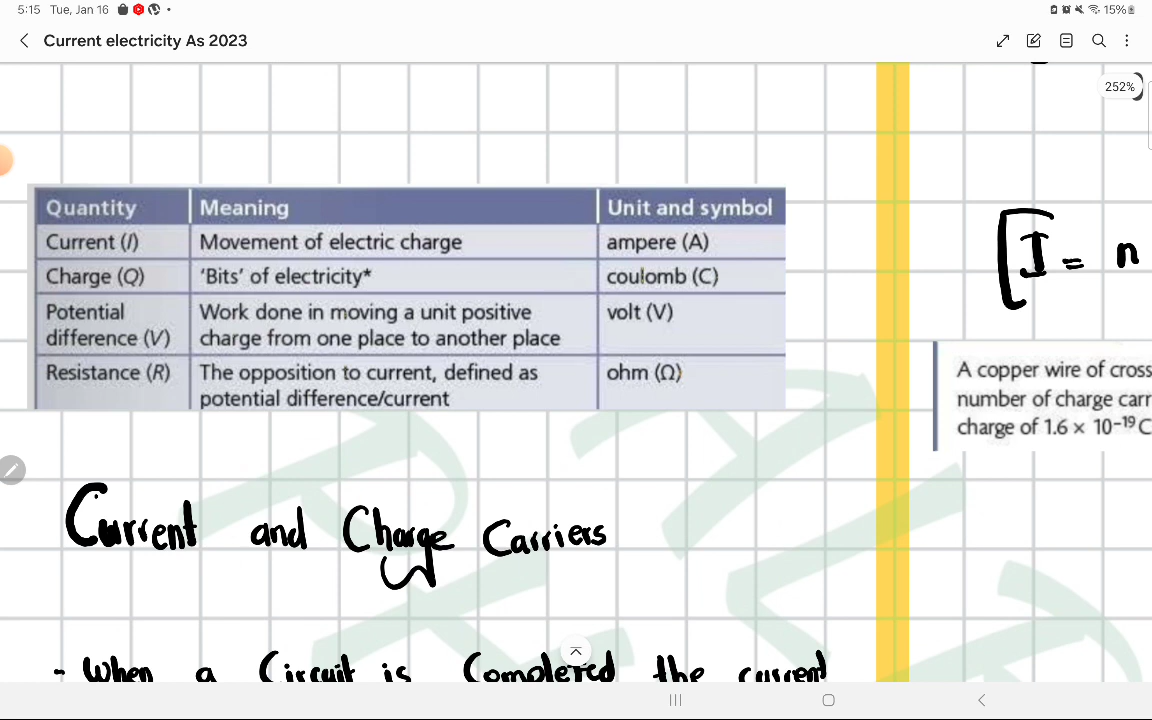 5:15 Tue, Jan 16
15%
Current electricity As 2023
252%
Quantity Meaning Unit and symbol
Current (I) Movement of electric charge ampere (A)
Charge (Q) ‘Bits’ of electricity* coulomb (C)
Potential difference (V) Work done in moving a unit positive charge from one place to another place volt (V)
Resistance (R) The opposition to current, defined as potential difference/current ohm (Ω)
Current and Charge Carriers
- When a Circuit is Completed the current
I = n
A copper wire of cross
number of charge carr
charge of 1.6 × 10⁻¹⁹ C